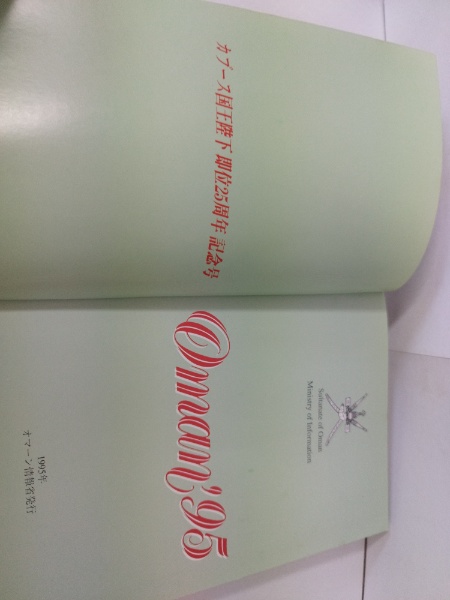 カブース国王陛下 即位25周年 記念号
Oman'95
Sultanate of Oman
Ministry of Information
1995年
オマーン情報省発行